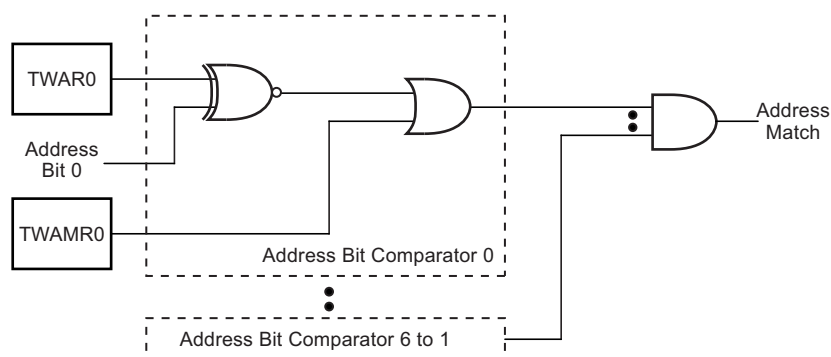 TWAR0
Address
Bit 0
TWAMR0
Address Bit Comparator 0
Address
Match
Address Bit Comparator 6 to 1